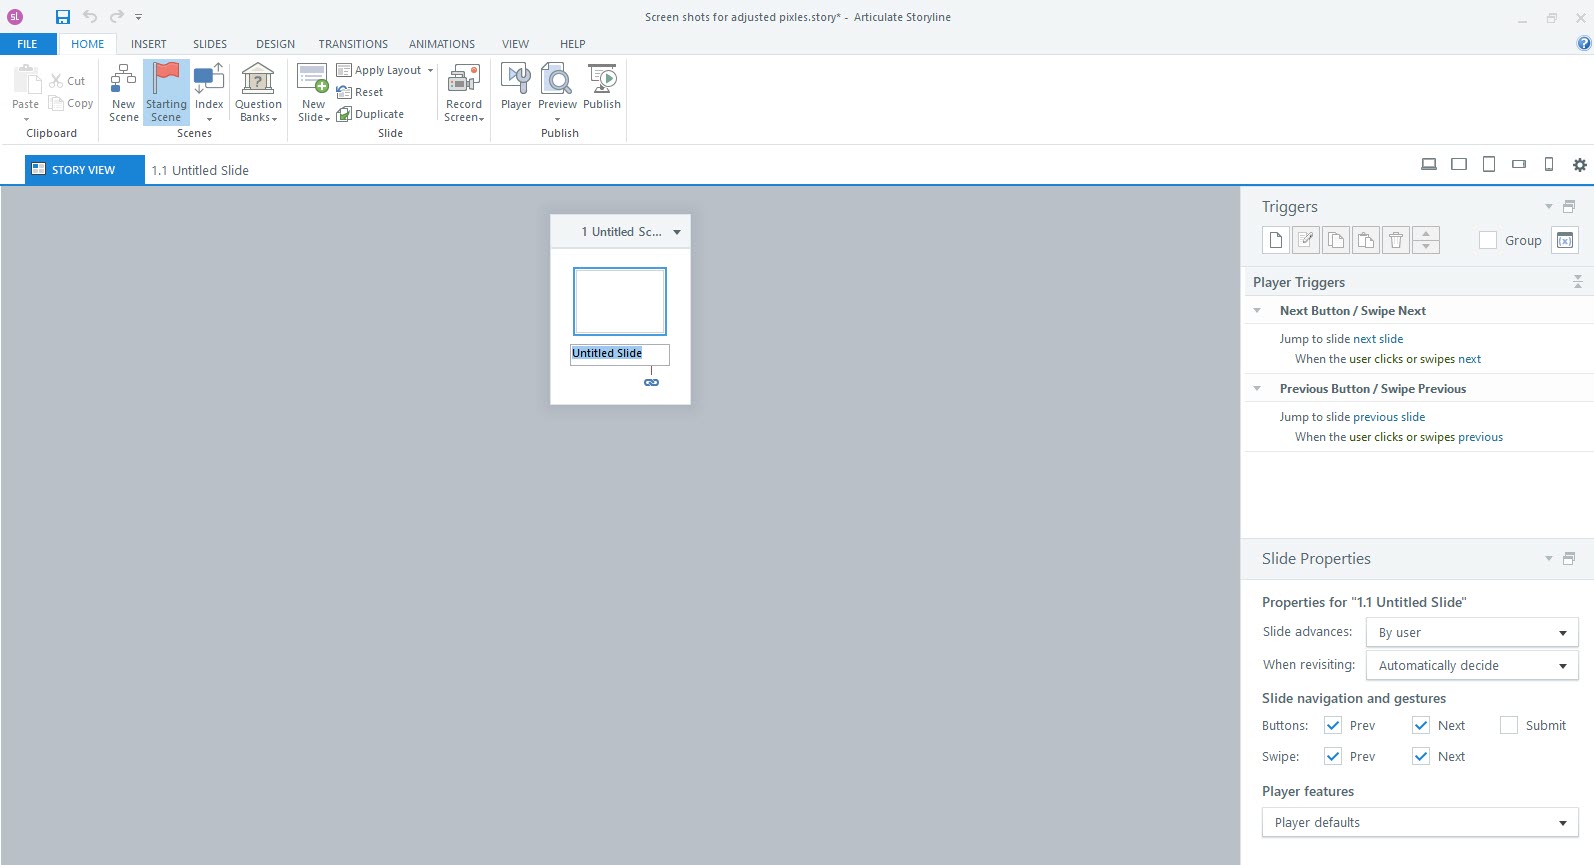 sl
Screen shots for adjusted pixles.story* - Articulate Storyline
FILE HOME INSERT SLIDES DESIGN TRANSITIONS ANIMATIONS VIEW HELP
?
Paste
Cut
Copy
Clipboard
New
Scene
Starting
Scene
Index
Question
Banks
Scenes
New
Slide
Apply Layout
Reset
Duplicate
Slide
Record
Screen
Player
Preview
Publish
Publish
STORY VIEW
1.1 Untitled Slide
1 Untitled Sc...
Untitled Slide
Triggers
Group
(x)
Player Triggers
Next Button / Swipe Next
Jump to slide next slide
When the user clicks or swipes next
Previous Button / Swipe Previous
Jump to slide previous slide
When the user clicks or swipes previous
Slide Properties
Properties for "1.1 Untitled Slide"
Slide advances: By user
When revisiting: Automatically decide
Slide navigation and gestures
Buttons: Prev Next Submit
Swipe: Prev Next
Player features
Player defaults